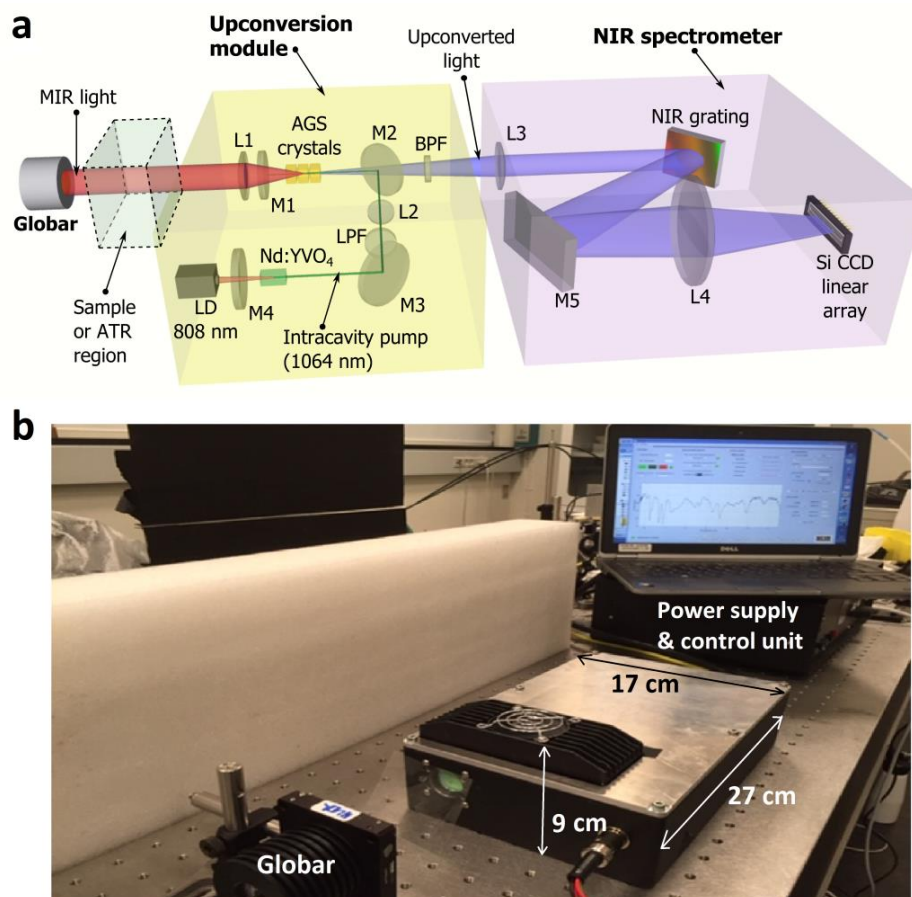 a
Upconversion
module
Upconverted
light
NIR spectrometer
MIR light
L1
AGS
crystals
M2
BPF
L3
NIR grating
M1
L2
Globar
LPF
Nd:YVO₄
Si CCD
linear
array
Sample
or ATR
region
LD
808 nm
M4
M3
M5
L4
Intracavity pump
(1064 nm)
b
DELL
Power supply
& control unit
17 cm
27 cm
9 cm
Globar